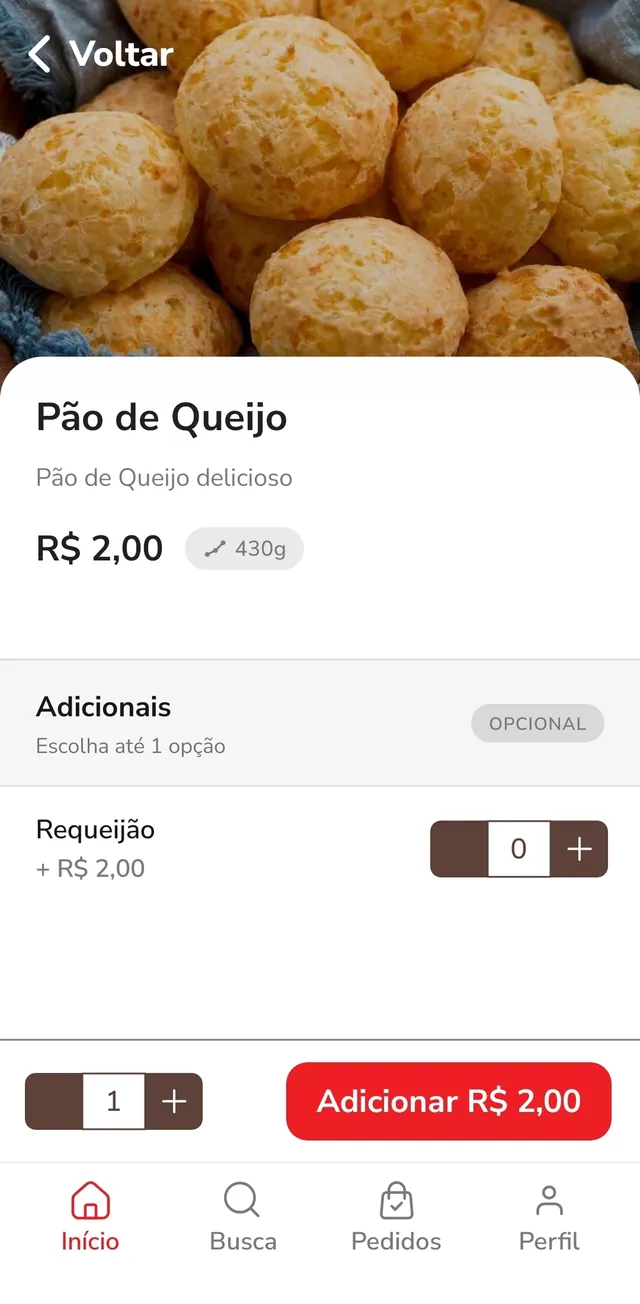 Voltar
Pão de Queijo
Pão de Queijo delicioso
R$ 2,00 430g
Adicionais
OPCIONAL
Escolha até 1 opção
Requeijão
+ R$ 2,00
0 +
1 +
Adicionar R$ 2,00
Início Busca Pedidos Perfil